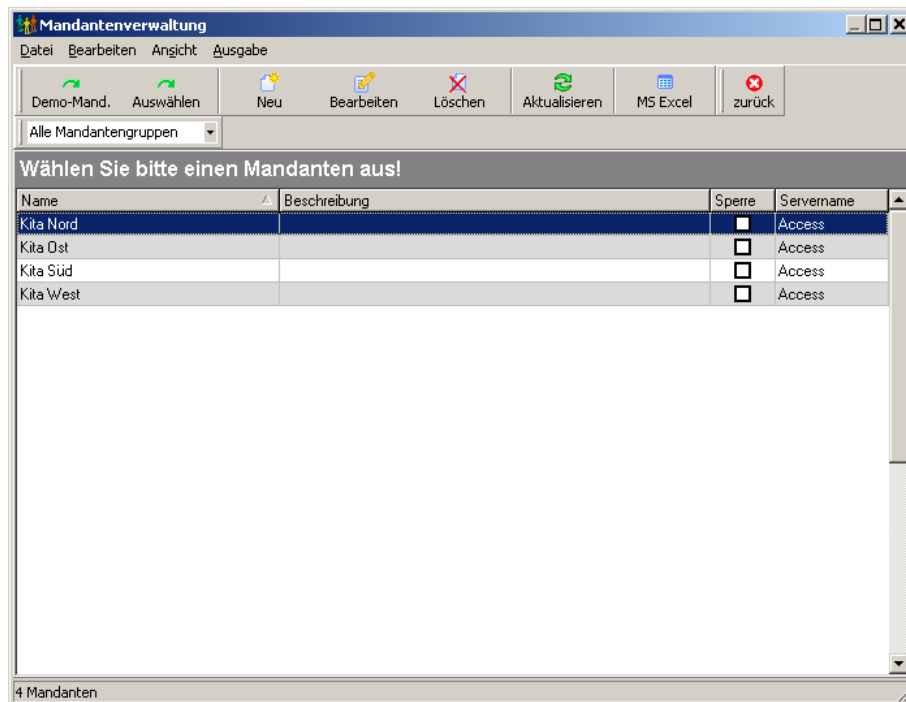 Mandantenverwaltung
Datei Bearbeiten Ansicht Ausgabe
Demo-Mand. Auswählen Neu Bearbeiten Löschen Aktualisieren MS Excel zurück
Alle Mandantengruppen
Wählen Sie bitte einen Mandanten aus!
Name Beschreibung Sperre Servername
Kita Nord Access
Kita Ost Access
Kita Süd Access
Kita West Access
4 Mandanten